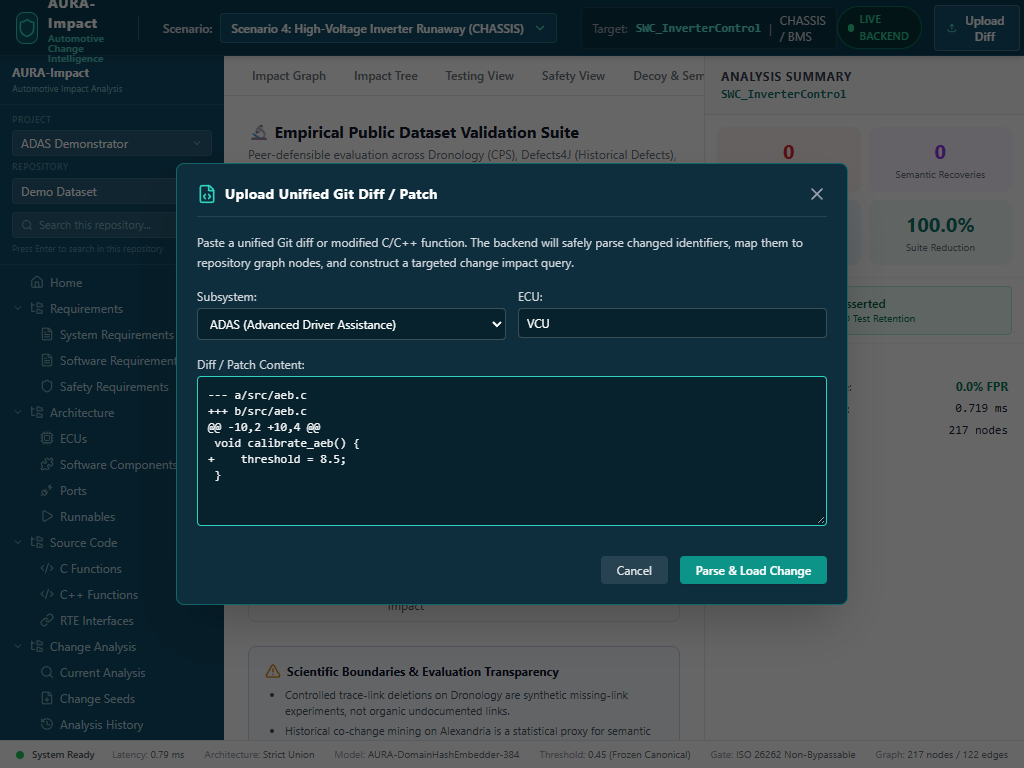 AURA-Impact
Automotive Change Intelligence
Scenario:
Scenario 4: High-Voltage Inverter Runaway (CHASSIS)
Target: SWC_InverterControl | CHASSIS / BMS
LIVE BACKEND
Upload Diff
AURA-Impact
Automotive Impact Analysis
PROJECT
ADAS Demonstrator
REPOSITORY
Demo Dataset
Search this repository...
Press Enter to search in this repository
Home
Requirements
System Requirements
Software Requirement
Safety Requirements
Architecture
ECUs
Software Components
Ports
Runnables
Source Code
C Functions
C++ Functions
RTE Interfaces
Change Analysis
Current Analysis
Change Seeds
Analysis History
Impact Graph
Impact Tree
Testing View
Safety View
Decoy & Sem
Empirical Public Dataset Validation Suite
Peer-defensible evaluation across Dronology (CPS), Defects4J (Historical Defects),
Upload Unified Git Diff / Patch
Paste a unified Git diff or modified C/C++ function. The backend will safely parse changed identifiers, map them to
repository graph nodes, and construct a targeted change impact query.
Subsystem:
ECU:
ADAS (Advanced Driver Assistance)
VCU
Diff / Patch Content:
--- a/src/aeb.c
+++ b/src/aeb.c
@@ -10,2 +10,4 @@
 void calibrate_aeb() {
+    threshold = 8.5;
 }
Cancel
Parse & Load Change
Impact
Scientific Boundaries & Evaluation Transparency
• Controlled trace-link deletions on Dronology are synthetic missing-link
experiments, not organic undocumented links.
• Historical co-change mining on Alexandria is a statistical proxy for semantic
ANALYSIS SUMMARY
SWC_InverterControl
0
0
Semantic Recoveries
100.0%
Suite Reduction
sserted
Test Retention
0.0% FPR
0.719 ms
217 nodes
System Ready
Latency: 0.79 ms
Architecture: Strict Union
Model: AURA-DomainHashEmbedder-384
Threshold: 0.45 (Frozen Canonical)
Gate: ISO 26262 Non-Bypassable
Graph: 217 nodes / 122 edges